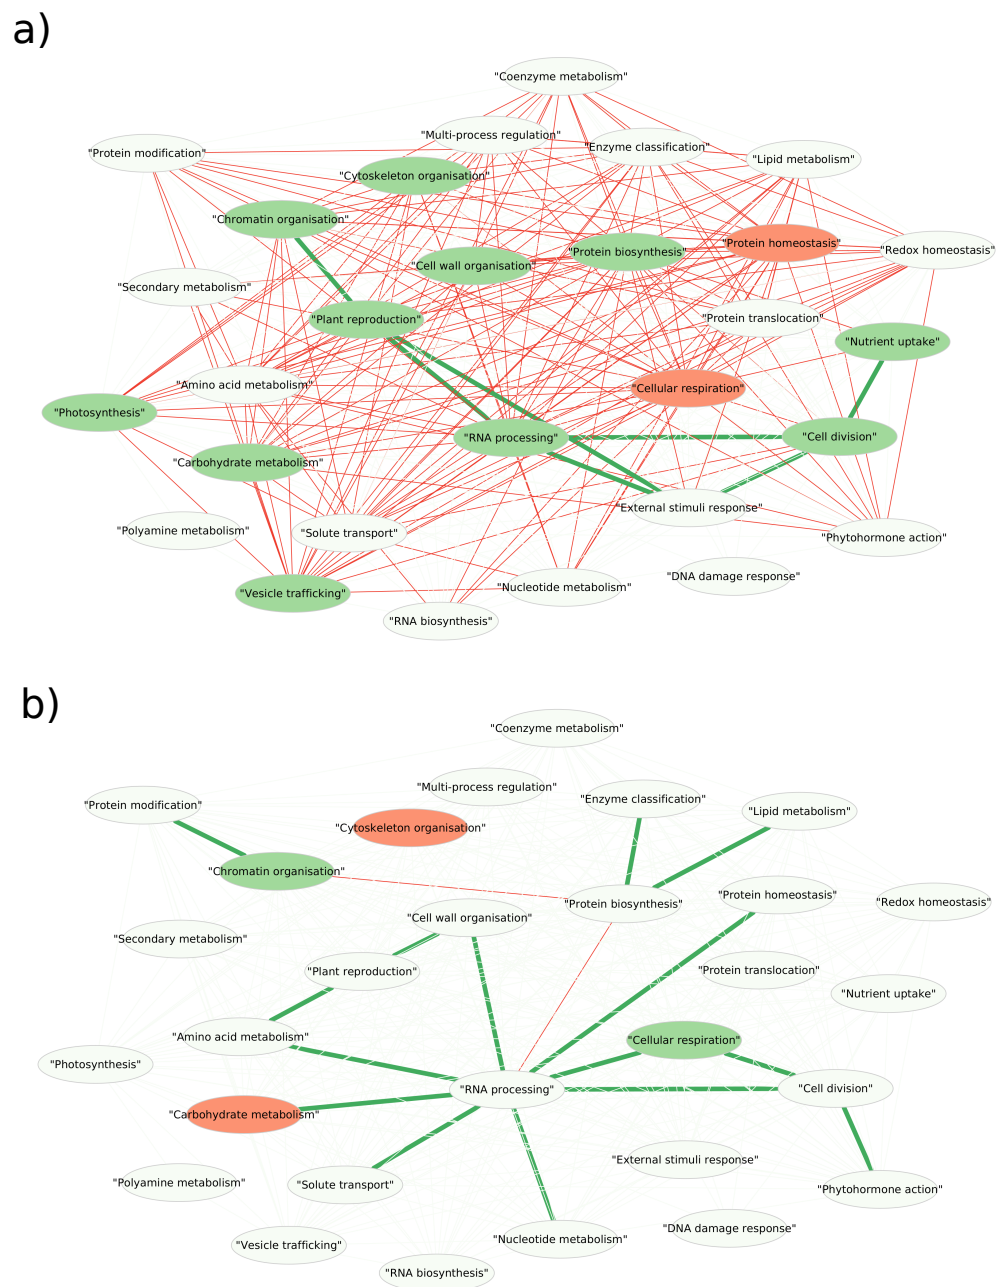 a)
"Coenzyme metabolism"
"Multi-process regulation"
"Enzyme classification"
"Protein modification"
"Lipid metabolism"
"Cytoskeleton organisation"
"Chromatin organisation"
"Protein homeostasis"
"Redox homeostasis"
"Protein biosynthesis"
"Cell wall organisation"
"Secondary metabolism"
"Plant reproduction"
"Protein translocation"
"Nutrient uptake"
"Amino acid metabolism"
"Cellular respiration"
"Photosynthesis"
"RNA processing"
"Cell division"
"Carbohydrate metabolism"
"External stimuli response"
"Polyamine metabolism"
"Solute transport"
"Phytohormone action"
"DNA damage response"
"Nucleotide metabolism"
"Vesicle trafficking"
"RNA biosynthesis"
b)
"Coenzyme metabolism"
"Multi-process regulation"
"Enzyme classification"
"Protein modification"
"Lipid metabolism"
"Cytoskeleton organisation"
"Chromatin organisation"
"Protein homeostasis"
"Redox homeostasis"
"Protein biosynthesis"
"Cell wall organisation"
"Secondary metabolism"
"Plant reproduction"
"Protein translocation"
"Nutrient uptake"
"Amino acid metabolism"
"Cellular respiration"
"Photosynthesis"
"RNA processing"
"Cell division"
"Carbohydrate metabolism"
"External stimuli response"
"Polyamine metabolism"
"Solute transport"
"Phytohormone action"
"DNA damage response"
"Nucleotide metabolism"
"Vesicle trafficking"
"RNA biosynthesis"